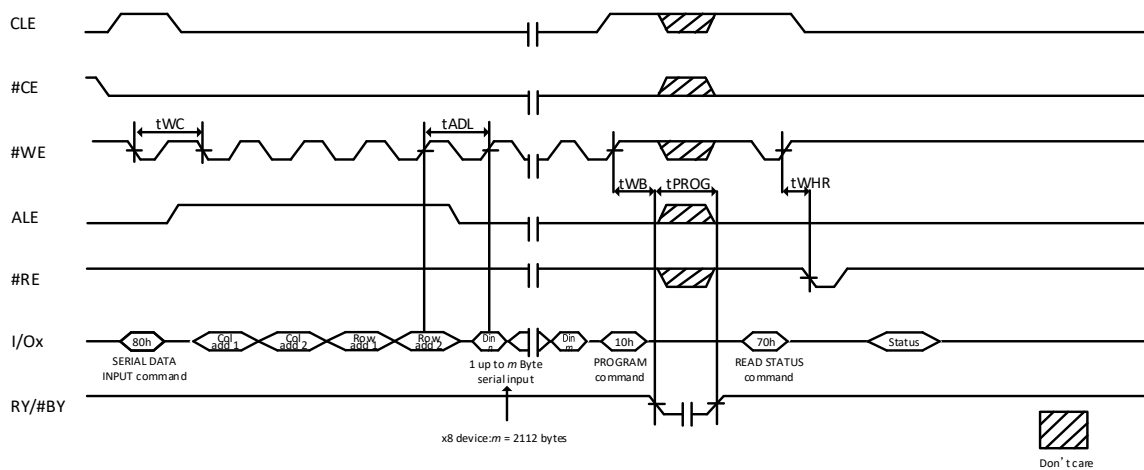 CLE
#CE
tWC
tADL
#WE
tWB
tPROG
tWHR
ALE
#RE
I/Ox
80h
Col
add 1
Col
add 2
Row
add 1
Row
add 2
Din
n
Din
m
10h
70h
Status
SERIAL DATA
INPUT command
1 up to m Byte
serial input
PROGRAM
command
READ STATUS
command
RY/#BY
x8 device:m = 2112 bytes
Don't care